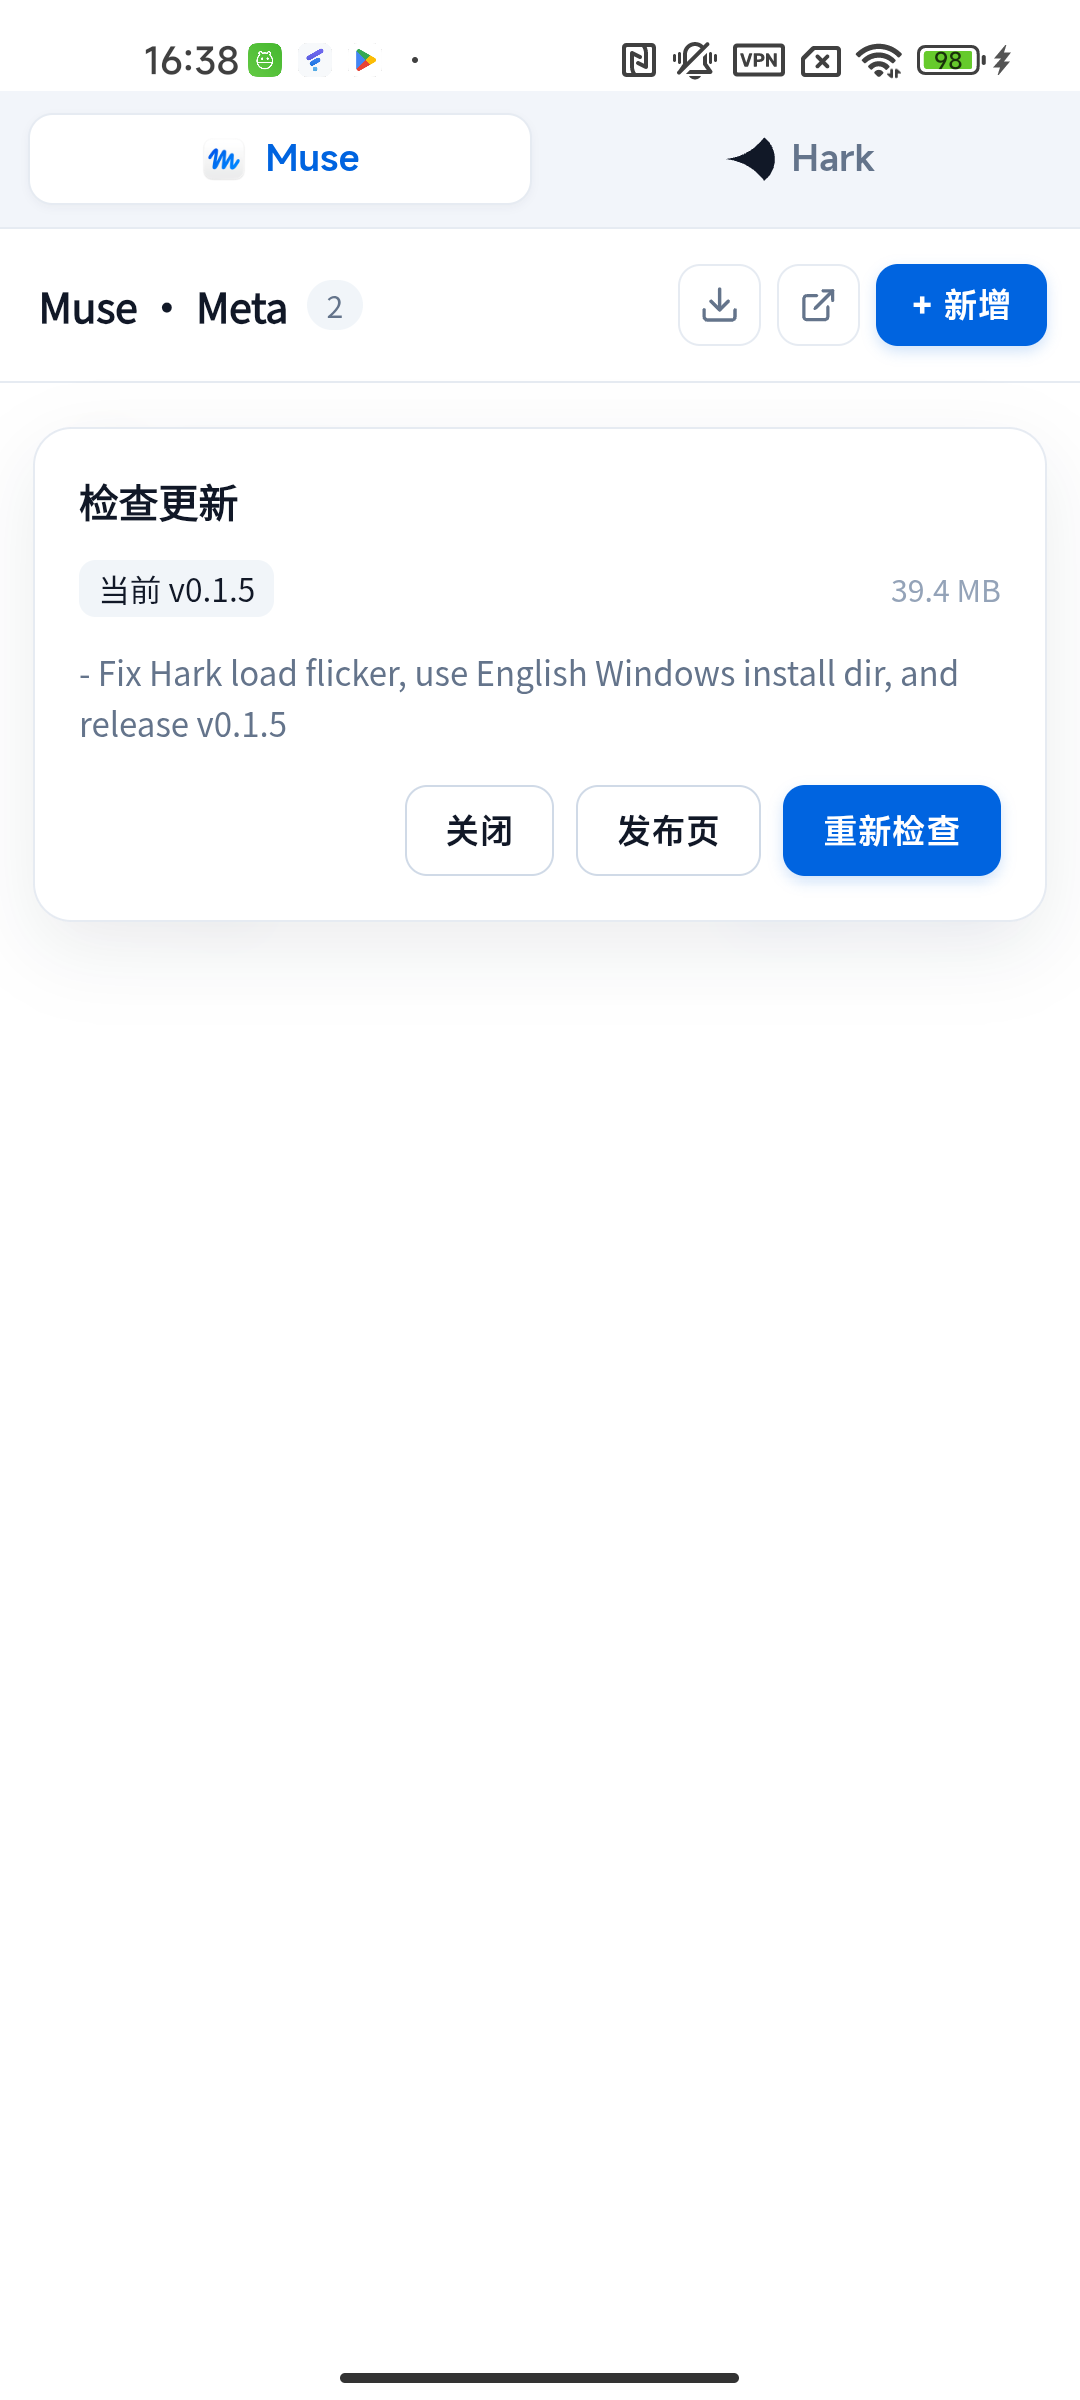 16:38
VPN
98
Muse
Hark
Muse · Meta 2
+ 新增
检查更新
当前 v0.1.5
39.4 MB
- Fix Hark load flicker, use English Windows install dir, and
release v0.1.5
关闭
发布页
重新检查